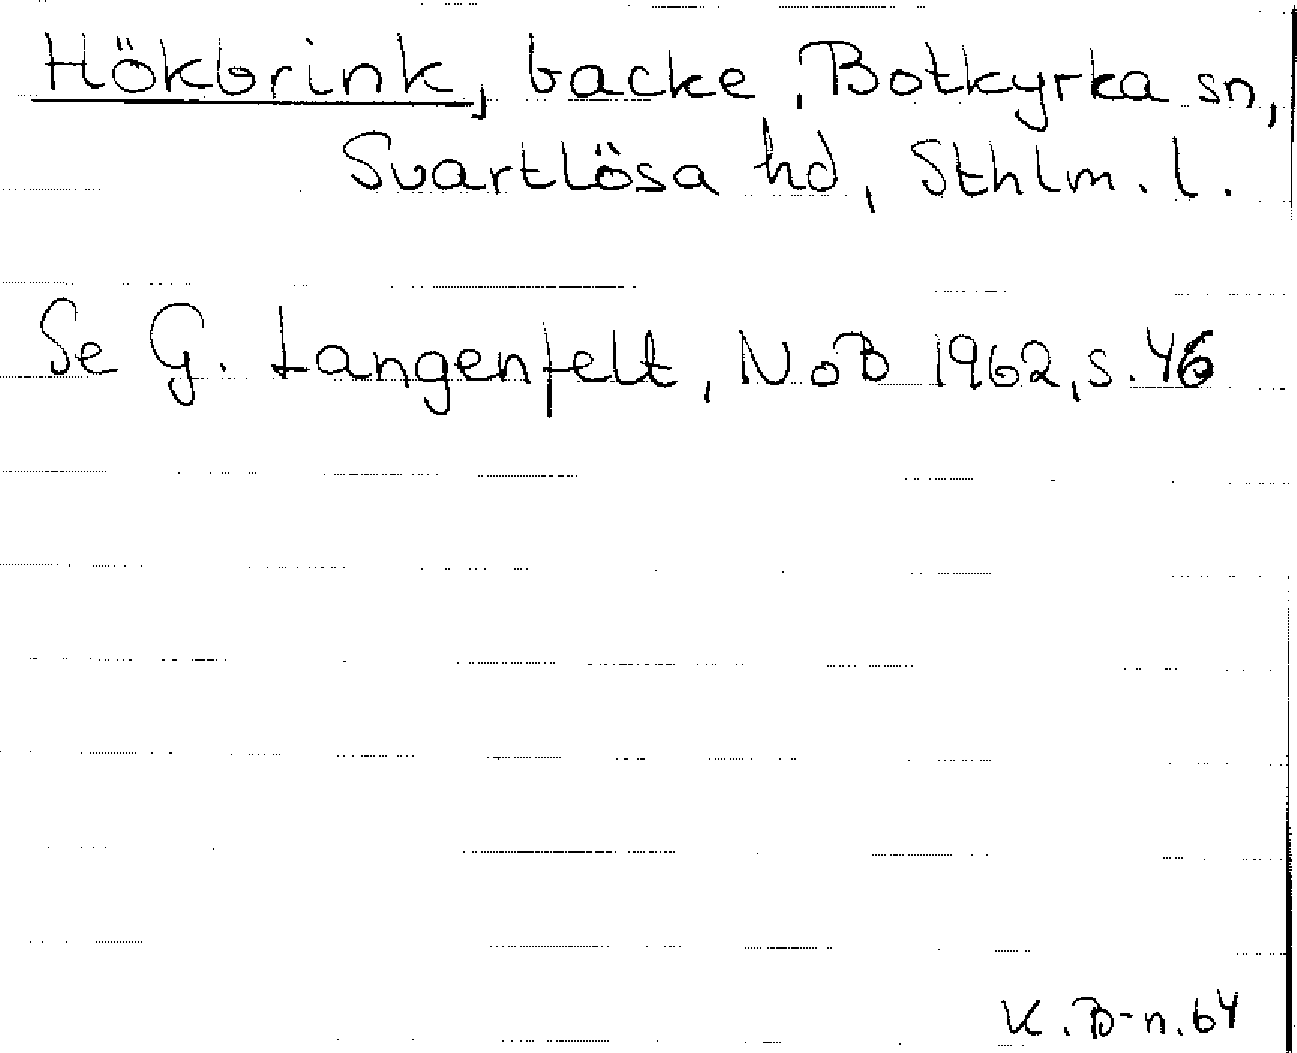 Hökbrink, backe, Botkyrka sn,
Svartlösa hd, Sthlm. l.
Se G. Langenfelt, NoB 1962, s. 46
K. B-n. 64